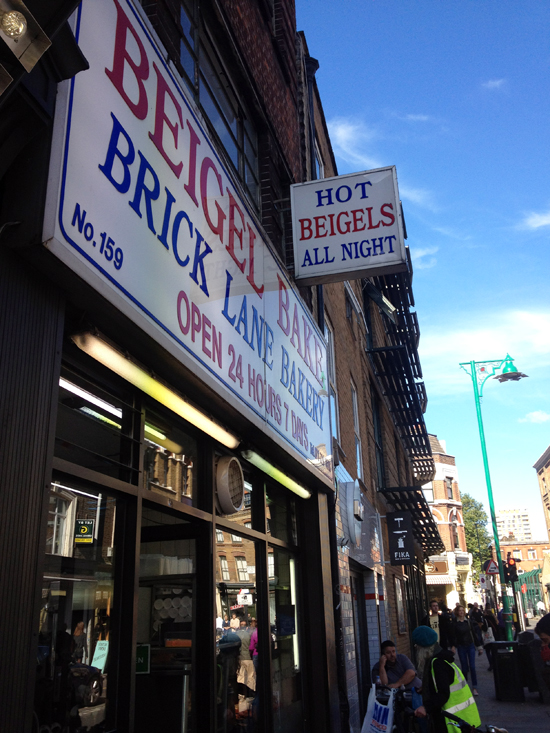 BEIGEL BAKE
BRICK LANE BAKERY
No. 159
OPEN 24 HOURS 7 DAYS
HOT
BEIGELS
ALL NIGHT
FIKA